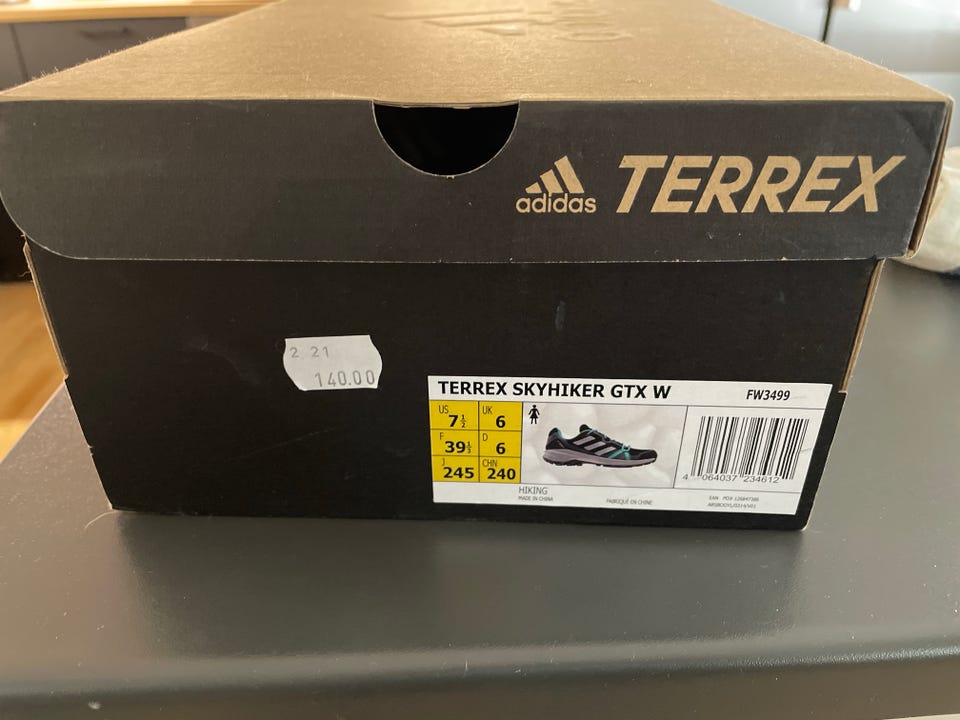 adidas TERREX
2 21
140.00
TERREX SKYHIKER GTX W FW3499
US 7½ UK 6
F 39⅓ D 6
J 245 CHN 240
4 064037 234612
HIKING
MADE IN CHINA FABRIQUÉ EN CHINE
EAN